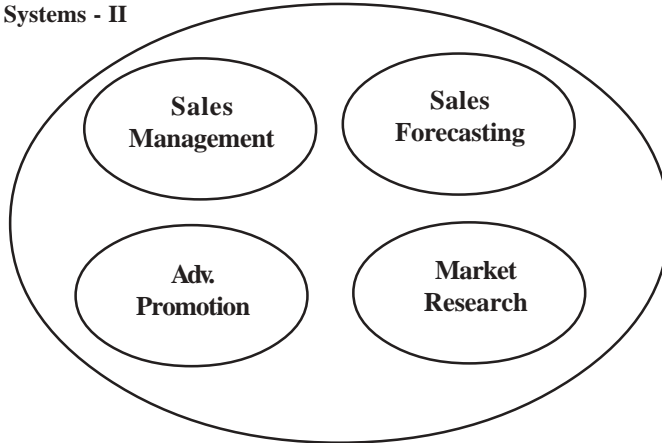 Systems - II
Sales
Management
Sales
Forecasting
Adv.
Promotion
Market
Research